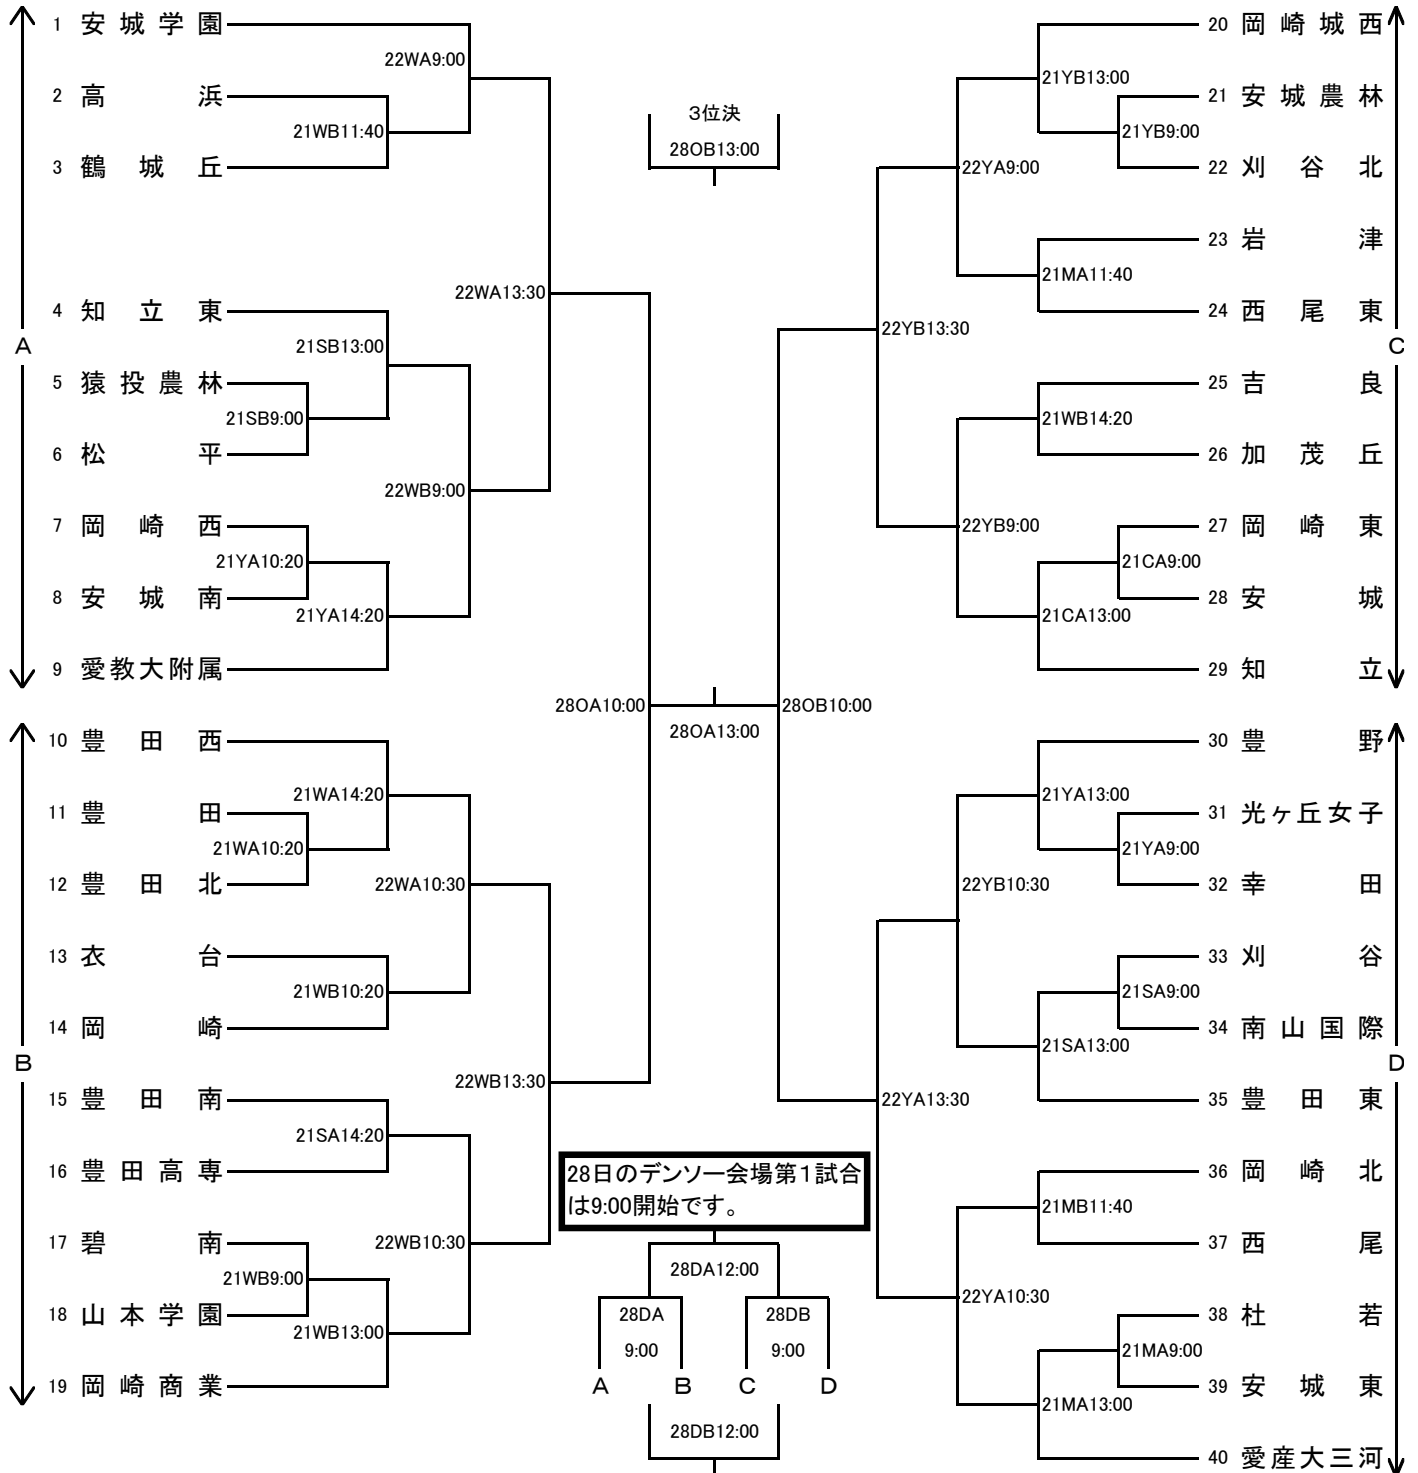 1 安城学園
22WA9:00
2 高浜
21WB11:40
3 鶴城丘
22WA13:30
4 知立東
21SB13:00
A
5 猿投農林
21SB9:00
6 松平
22WB9:00
7 岡崎西
21YA10:20
8 安城南
21YA14:20
9 愛教大附属
28OA10:00
10 豊田西
21WA14:20
11 豊田
21WA10:20
12 豊田北
22WA10:30
13 衣台
21WB10:20
14 岡崎
B
22WB13:30
15 豊田南
21SA14:20
16 豊田高専
17 碧南
22WB10:30
21WB9:00
18 山本学園
21WB13:00
19 岡崎商業
3位決
28OB13:00
28OA13:00
28日のデンソー会場第1試合
は9:00開始です。
28DA12:00
28DA
9:00
28DB
9:00
A B C D
28DB12:00
20 岡崎城西
21YB13:00
21 安城農林
21YB9:00
22 刈谷北
22YA9:00
23 岩津
21MA11:40
24 西尾東
22YB13:30
C
25 吉良
21WB14:20
26 加茂丘
27 岡崎東
22YB9:00
21CA9:00
28 安城
21CA13:00
29 知立
28OB10:00
30 豊野
21YA13:00
31 光ヶ丘女子
21YA9:00
32 幸田
22YB10:30
33 刈谷
21SA9:00
34 南山国際
21SA13:00
D
35 豊田東
22YA13:30
36 岡崎北
21MB11:40
37 西尾
22YA10:30
38 杜若
21MA9:00
39 安城東
21MA13:00
40 愛産大三河